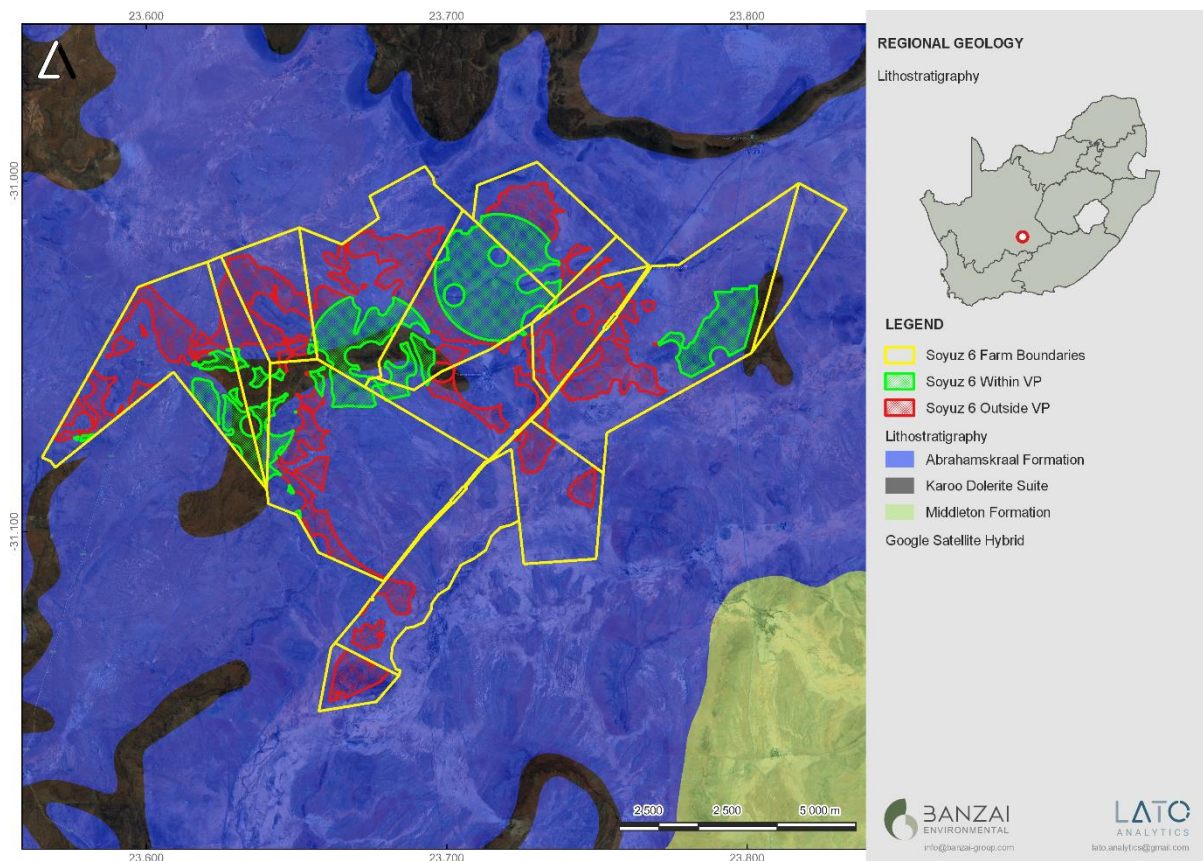 23.600
23.700
23.800
-31.000
-31.100
2 500
2 500
5 000 m
23.600
23.700
23.800
REGIONAL GEOLOGY
Lithostratigraphy
LEGEND
Soyuz 6 Farm Boundaries
Soyuz 6 Within VP
Soyuz 6 Outside VP
Lithostratigraphy
Abrahamskraal Formation
Karoo Dolerite Suite
Middleton Formation
Google Satellite Hybrid
BANZAI
ENVIRONMENTAL
info@banzai-group.com
LATO
ANALYTICS
lato.analytics@gmail.com